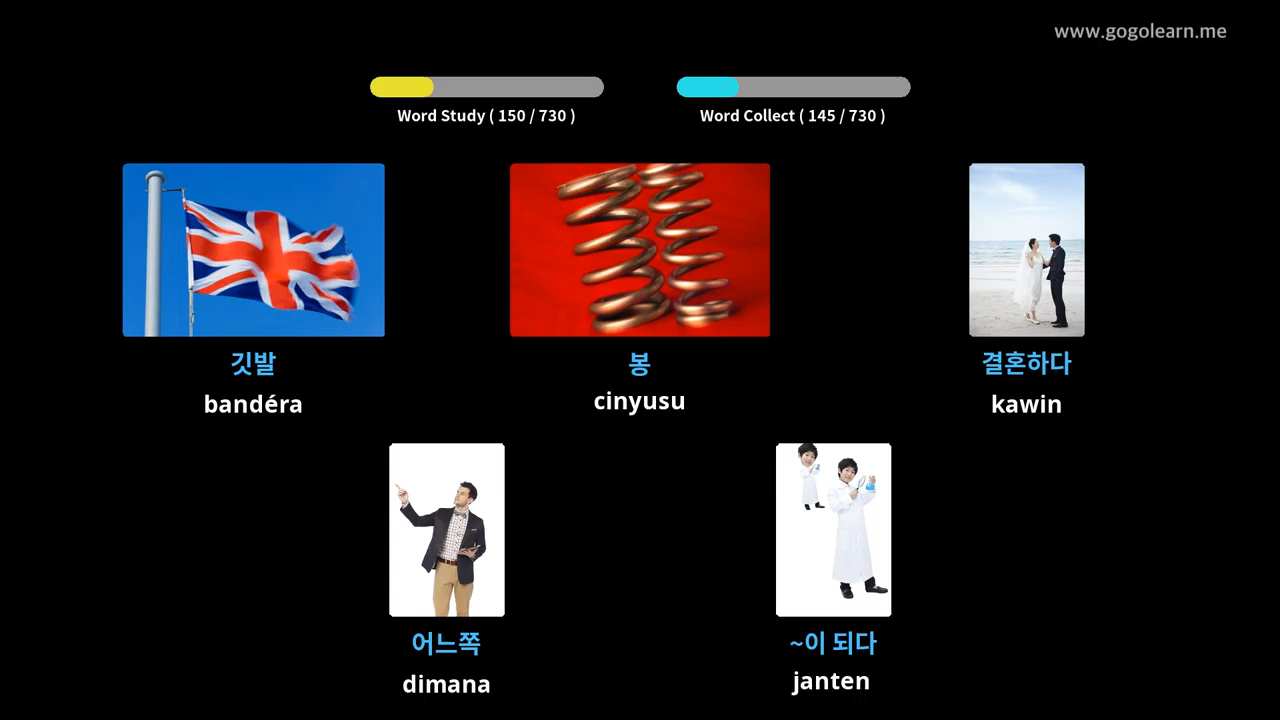 www.gogolearn.me
Word Study ( 150 / 730 )
Word Collect ( 145 / 730 )
깃발
bandéra
봉
cinyusu
결혼하다
kawin
어느쪽
dimana
~이 되다
janten